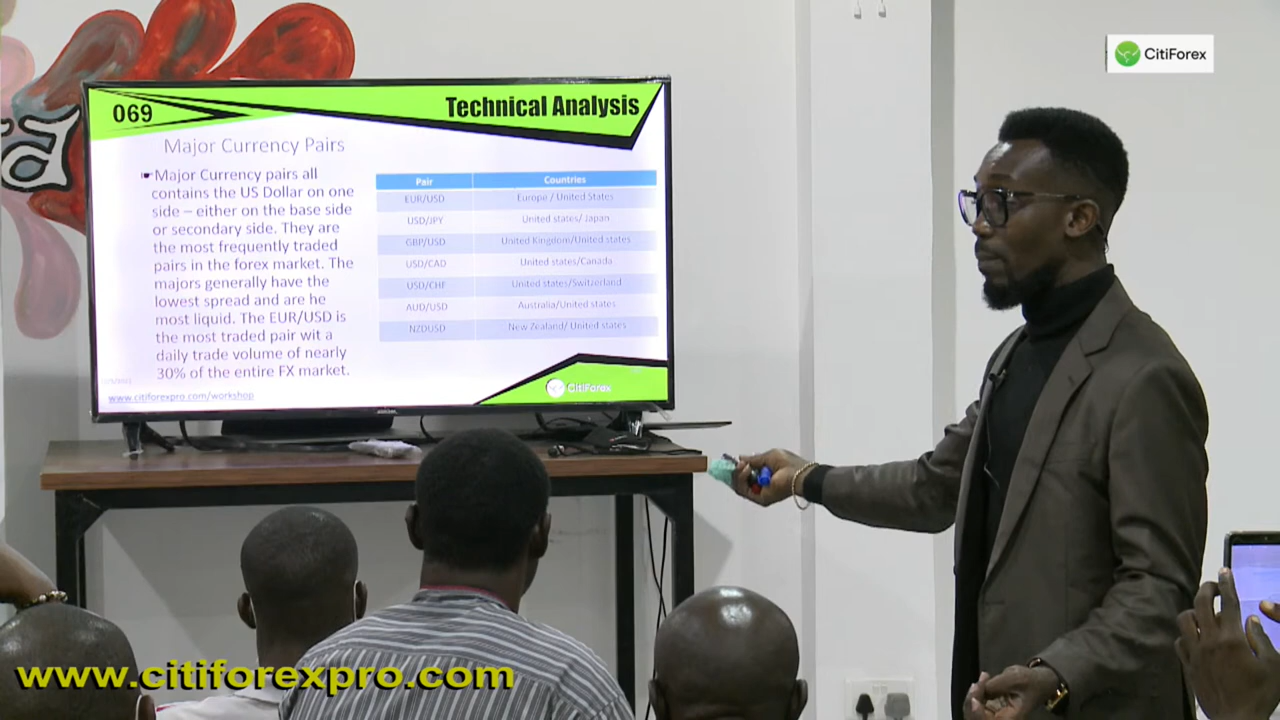 CitiForex
069
Technical Analysis
Major Currency Pairs
Major Currency pairs all
contains the US Dollar on one
side – either on the base side
or secondary side. They are
the most frequently traded
pairs in the forex market. The
majors generally have the
lowest spread and are he
most liquid. The EUR/USD is
the most traded pair wit a
daily trade volume of nearly
30% of the entire FX market.
Pair Countries
EUR/USD Europe / United States
USD/JPY United states/ Japan
GBP/USD United Kingdom/United states
USD/CAD United states/Canada
USD/CHF United states/Switzerland
AUD/USD Australia/United states
NZDUSD New Zealand/ United states
www.citiforexpro.com/workshop
CitiForex
www.citiforexpro.com